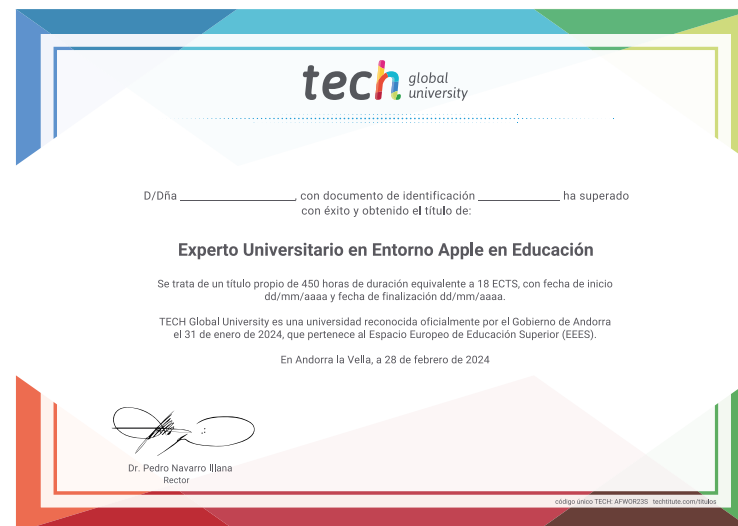 tech global university
D/Dña ______________, con documento de identificación ____________ ha superado
con éxito y obtenido el título de:
Experto Universitario en Entorno Apple en Educación
Se trata de un título propio de 450 horas de duración equivalente a 18 ECTS, con fecha de inicio
dd/mm/aaaa y fecha de finalización dd/mm/aaaa.
TECH Global University es una universidad reconocida oficialmente por el Gobierno de Andorra
el 31 de enero de 2024, que pertenece al Espacio Europeo de Educación Superior (EEES).
En Andorra la Vella, a 28 de febrero de 2024
Dr. Pedro Navarro Illana
Rector
código único TECH: AFWOR23S techtitute.com/titulos